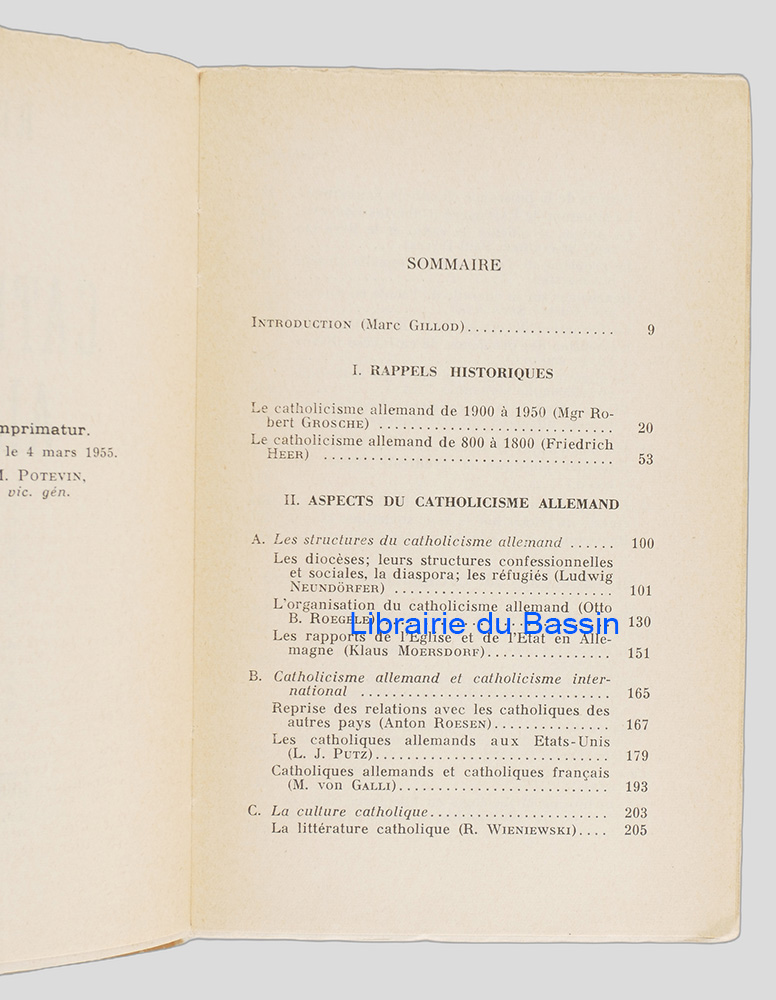 mprimatur.
le 4 mars 1955.
M. POTEVIN,
vic. gén.
SOMMAIRE
INTRODUCTION (Marc GILLOD)................... 9
I. RAPPELS HISTORIQUES
Le catholicisme allemand de 1900 à 1950 (Mgr Ro-
bert GROSCHE) .............................. 20
Le catholicisme allemand de 800 à 1800 (Friedrich
HEER) ..................................... 53
II. ASPECTS DU CATHOLICISME ALLEMAND
A. Les structures du catholicisme allemand ...... 100
Les diocèses; leurs structures confessionnelles
et sociales, la diaspora; les réfugiés (Ludwig
NEUNDÖRFER) ............................ 101
L'organisation du catholicisme allemand (Otto
B. ROEGELE).............................. 130
Librairie du Bassin
Les rapports de l'Eglise et de l'Etat en Alle-
magne (Klaus MOERSDORF)................ 151
B. Catholicisme allemand et catholicisme inter-
national ................................ 165
Reprise des relations avec les catholiques des
autres pays (Anton ROESEN)............... 167
Les catholiques allemands aux Etats-Unis
(L. J. PUTZ).............................. 179
Catholiques allemands et catholiques français
(M. von GALLI)........................... 193
C. La culture catholique....................... 203
La littérature catholique (R. WIENIEWSKI).... 205